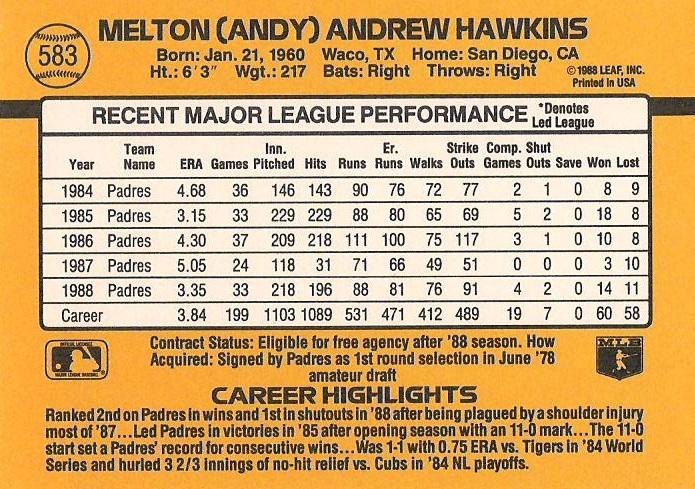 583
MELTON (ANDY) ANDREW HAWKINS
Born: Jan. 21, 1960 Waco, TX Home: San Diego, CA
Ht.: 6'3" Wgt.: 217 Bats: Right Throws: Right
©1988 LEAF, INC.
Printed in USA
RECENT MAJOR LEAGUE PERFORMANCE *Denotes Led League
Year Team Name ERA Games Inn. Pitched Hits Runs Er. Runs Walks Strike Outs Comp. Games Shut Outs Save Won Lost
1984 Padres 4.68 36 146 143 90 76 72 77 2 1 0 8 9
1985 Padres 3.15 33 229 229 88 80 65 69 5 2 0 18 8
1986 Padres 4.30 37 209 218 111 100 75 117 3 1 0 10 8
1987 Padres 5.05 24 118 31 71 66 49 51 0 0 0 3 10
1988 Padres 3.35 33 218 196 88 81 76 91 4 2 0 14 11
Career 3.84 199 1103 1089 531 471 412 489 19 7 0 60 58
Contract Status: Eligible for free agency after '88 season. How
Acquired: Signed by Padres as 1st round selection in June '78
amateur draft
MLB
CAREER HIGHLIGHTS
Ranked 2nd on Padres in wins and 1st in shutouts in '88 after being plagued by a shoulder injury
most of '87...Led Padres in victories in '85 after opening season with an 11-0 mark...The 11-0
start set a Padres' record for consecutive wins...Was 1-1 with 0.75 ERA vs. Tigers in '84 World
Series and hurled 3 2/3 innings of no-hit relief vs. Cubs in '84 NL playoffs.